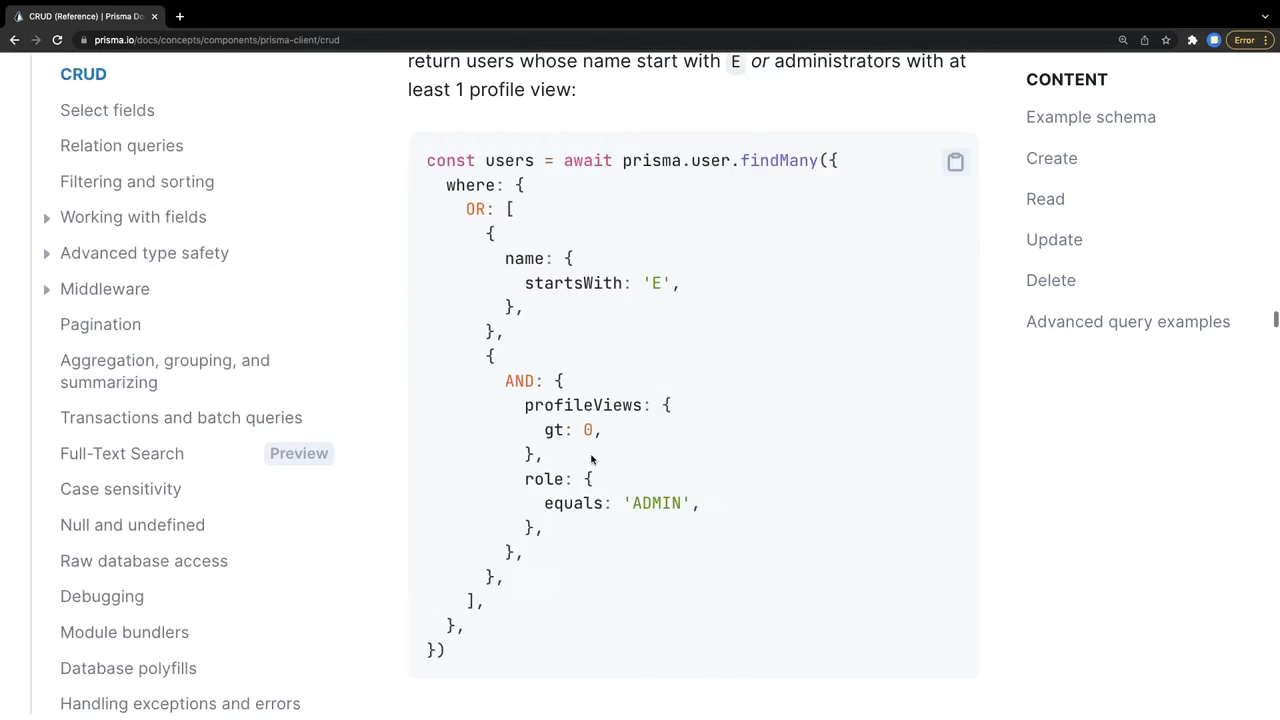 CRUD (Reference) | Prisma Do
prisma.io/docs/concepts/components/prisma-client/crud
Error
CRUD
Select fields
Relation queries
Filtering and sorting
Working with fields
Advanced type safety
Middleware
Pagination
Aggregation, grouping, and
summarizing
Transactions and batch queries
Full-Text Search Preview
Case sensitivity
Null and undefined
Raw database access
Debugging
Module bundlers
Database polyfills
Handling exceptions and errors
return users whose name start with E or administrators with at
least 1 profile view:
const users = await prisma.user.findMany({
  where: {
    OR: [
      {
        name: {
          startsWith: 'E',
        },
      },
      {
        AND: {
          profileViews: {
            gt: 0,
          },
          role: {
            equals: 'ADMIN',
          },
        },
      },
    ],
  },
})
CONTENT
Example schema
Create
Read
Update
Delete
Advanced query examples